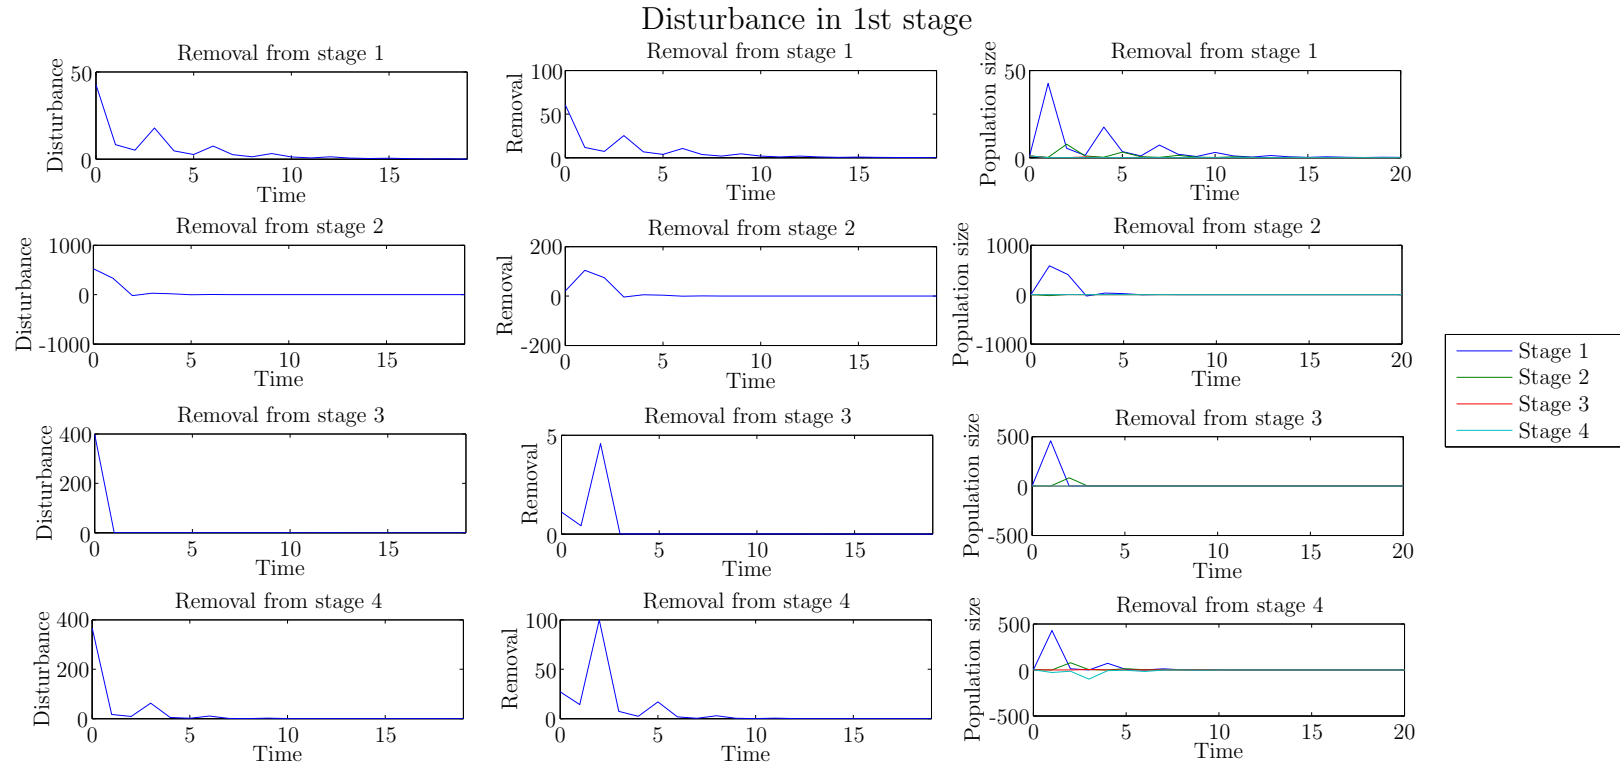 Disturbance in 1st stage
Removal from stage 1
Disturbance
50
0
0 5 10 15
Time
Removal from stage 1
Removal
100
50
0
0 5 10 15
Time
Removal from stage 1
Population size
50
0
0 5 10 15 20
Time
Removal from stage 2
Disturbance
1000
0
-1000
0 5 10 15
Time
Removal from stage 2
Removal
200
0
-200
0 5 10 15
Time
Removal from stage 2
Population size
1000
0
-1000
0 5 10 15 20
Time
Stage 1
Stage 2
Stage 3
Stage 4
Removal from stage 3
Disturbance
400
200
0
0 5 10 15
Time
Removal from stage 3
Removal
5
0
0 5 10 15
Time
Removal from stage 3
Population size
500
0
-500
0 5 10 15 20
Time
Removal from stage 4
Disturbance
400
200
0
0 5 10 15
Time
Removal from stage 4
Removal
100
50
0
0 5 10 15
Time
Removal from stage 4
Population size
500
0
-500
0 5 10 15 20
Time